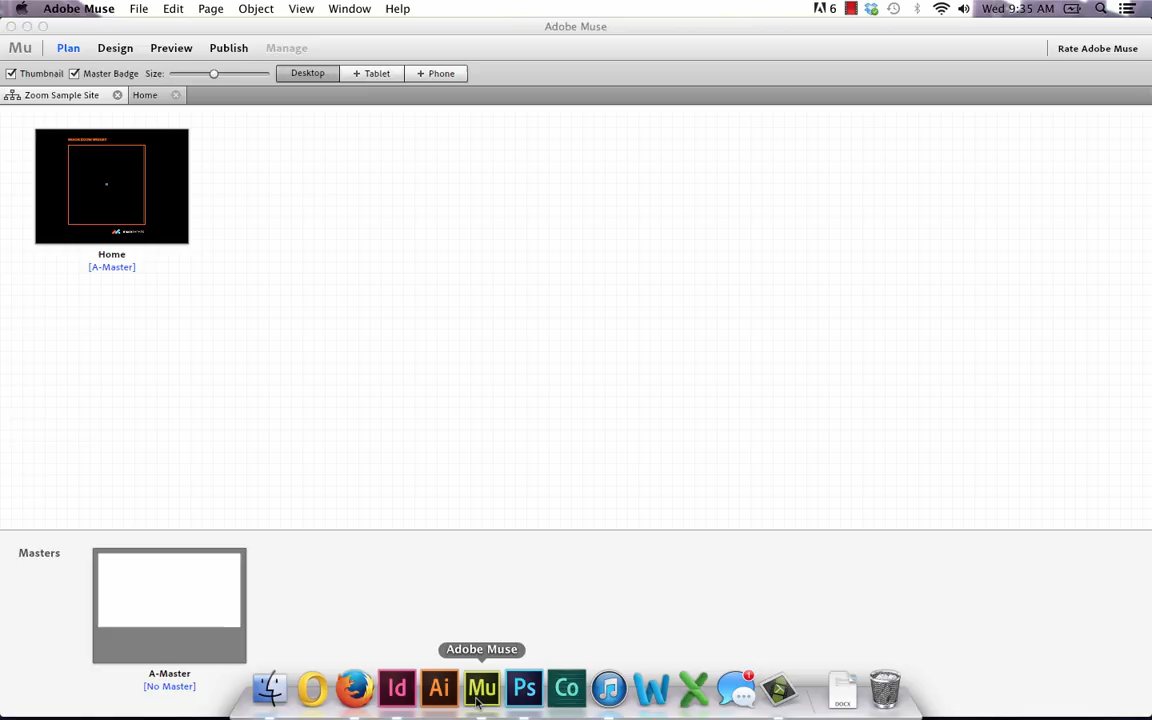 Adobe Muse File Edit Page Object View Window Help 6 Wed 9:35 AM
Adobe Muse
Mu Plan Design Preview Publish Manage Rate Adobe Muse
Thumbnail Master Badge Size: Desktop + Tablet + Phone
Zoom Sample Site Home
Home
[A-Master]
Masters
A-Master
[No Master]
Adobe Muse
Id Ai Mu Ps Co W X 1
DOCX